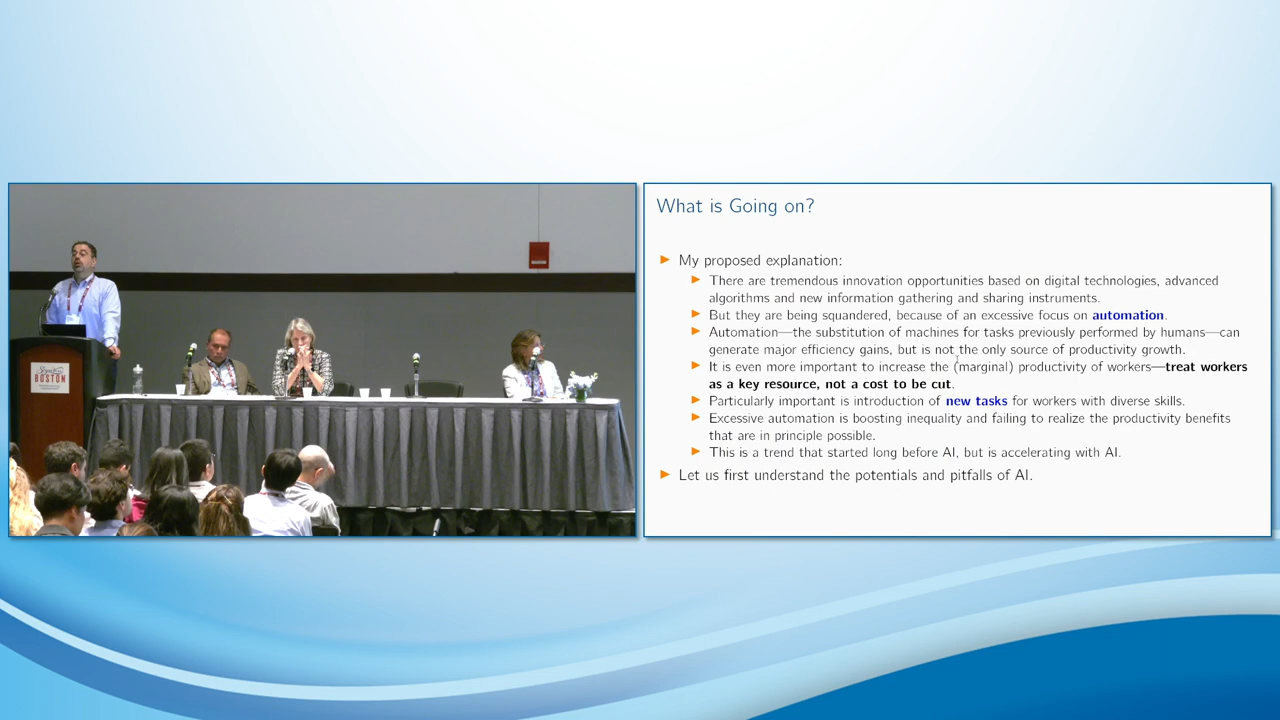 BOSTON
What is Going on?
My proposed explanation:
There are tremendous innovation opportunities based on digital technologies, advanced
algorithms and new information gathering and sharing instruments.
But they are being squandered, because of an excessive focus on automation.
Automation—the substitution of machines for tasks previously performed by humans—can
generate major efficiency gains, but is not the only source of productivity growth.
It is even more important to increase the (marginal) productivity of workers—treat workers
as a key resource, not a cost to be cut.
Particularly important is introduction of new tasks for workers with diverse skills.
Excessive automation is boosting inequality and failing to realize the productivity benefits
that are in principle possible.
This is a trend that started long before AI, but is accelerating with AI.
Let us first understand the potentials and pitfalls of AI.